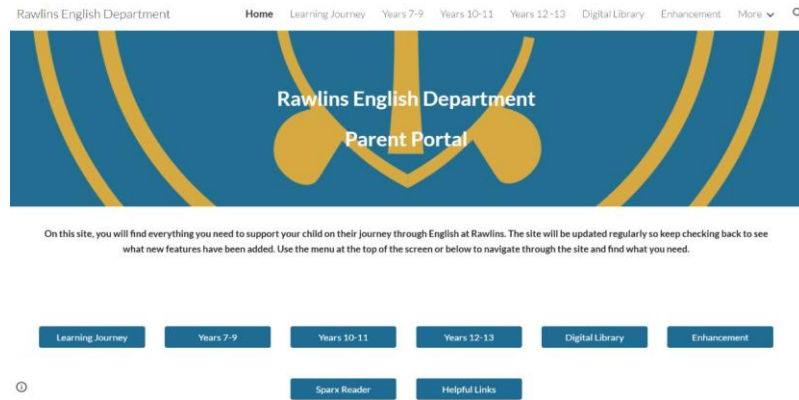 Rawlins English Department Home Learning Journey Years 7-9 Years 10-11 Years 12-13 Digital Library Enhancement More
Rawlins English Department
Parent Portal
On this site, you will find everything you need to support your child on their journey through English at Rawlins. The site will be updated regularly so keep checking back to see
what new features have been added. Use the menu at the top of the screen or below to navigate through the site and find what you need.
Learning Journey Years 7-9 Years 10-11 Years 12-13 Digital Library Enhancement
Sparx Reader Helpful Links